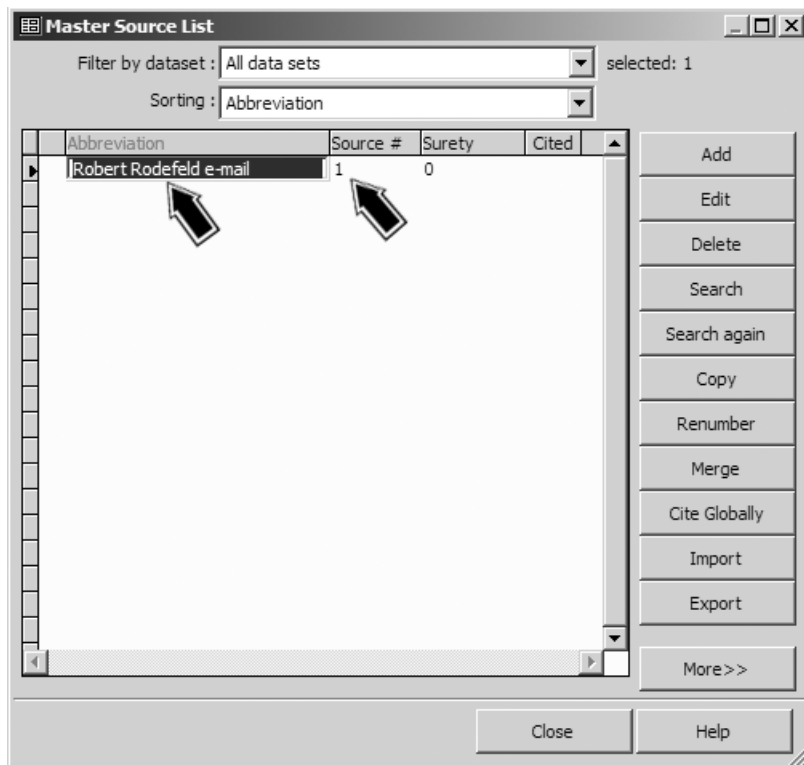 Master Source List
Filter by dataset : All data sets selected: 1
Sorting : Abbreviation
Abbreviation Source # Surety Cited
Robert Rodefeld e-mail 1 0
Add
Edit
Delete
Search
Search again
Copy
Renumber
Merge
Cite Globally
Import
Export
More>>
Close Help